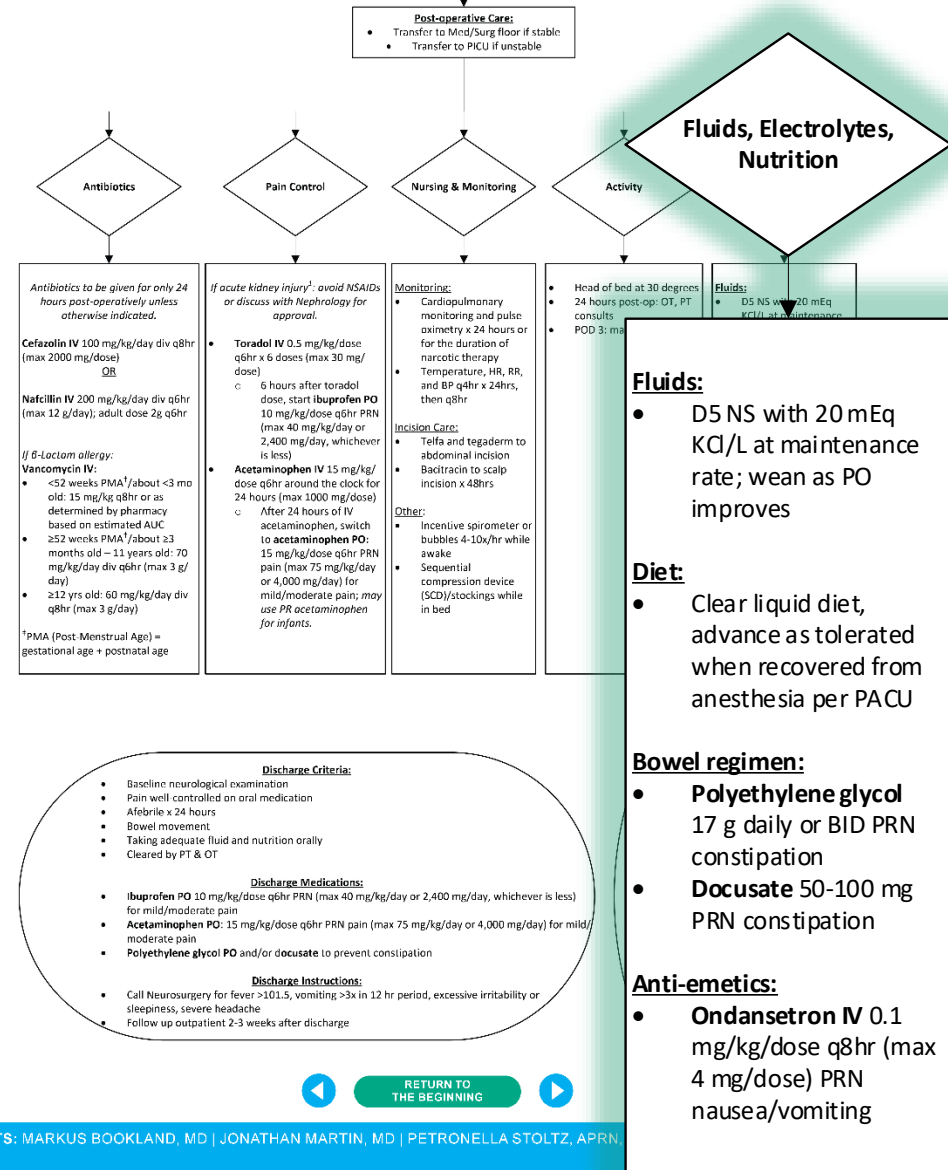 Post-operative Care:
• Transfer to Med/Surg floor if stable
• Transfer to PICU if unstable
Antibiotics
Pain Control
Nursing & Monitoring
Activity
Fluids, Electrolytes,
Nutrition
Antibiotics to be given for only 24
hours post-operatively unless
otherwise indicated.
Cefazolin IV 100 mg/kg/day div q8hr
(max 2000 mg/dose)
OR
Nafcillin IV 200 mg/kg/day div q6hr
(max 12 g/day); adult dose 2g q6hr
If β-Lactam allergy:
Vancomycin IV:
• <52 weeks PMA†/about <3 mo
old: 15 mg/kg q8hr or as
determined by pharmacy
based on estimated AUC
• ≥52 weeks PMA†/about ≥3
months old – 11 years old: 70
mg/kg/day div q6hr (max 3 g/
day)
• ≥12 yrs old: 60 mg/kg/day div
q8hr (max 3 g/day)
†PMA (Post-Menstrual Age) =
gestational age + postnatal age
If acute kidney injury1: avoid NSAIDs
or discuss with Nephrology for
approval.
• Toradol IV 0.5 mg/kg/dose
q6hr x 6 doses (max 30 mg/
dose)
o 6 hours after toradol
dose, start ibuprofen PO
10 mg/kg/dose q6hr PRN
(max 40 mg/kg/day or
2,400 mg/day, whichever
is less)
• Acetaminophen IV 15 mg/kg/
dose q6hr around the clock for
24 hours (max 1000 mg/dose)
o After 24 hours of IV
acetaminophen, switch
to acetaminophen PO:
15 mg/kg/dose q6hr PRN
pain (max 75 mg/kg/day
or 4,000 mg/day) for
mild/moderate pain; may
use PR acetaminophen
for infants.
Monitoring:
• Cardiopulmonary
monitoring and pulse
oximetry x 24 hours or
for the duration of
narcotic therapy
• Temperature, HR, RR,
and BP q4hr x 24hrs,
then q8hr
Incision Care:
• Telfa and tegaderm to
abdominal incision
• Bacitracin to scalp
incision x 48hrs
Other:
• Incentive spirometer or
bubbles 4-10x/hr while
awake
• Sequential
compression device
(SCD)/stockings while
in bed
• Head of bed at 30 degrees
• 24 hours post-op: OT, PT
consults
• POD 3:
Fluids:
• D5 NS with 20 mEq
KCl/L at maintenance
Fluids:
• D5 NS with 20 mEq
KCl/L at maintenance
rate; wean as PO
improves
Diet:
• Clear liquid diet,
advance as tolerated
when recovered from
anesthesia per PACU
Bowel regimen:
• Polyethylene glycol
17 g daily or BID PRN
constipation
• Docusate 50-100 mg
PRN constipation
Anti-emetics:
• Ondansetron IV 0.1
mg/kg/dose q8hr (max
4 mg/dose) PRN
nausea/vomiting
Discharge Criteria:
• Baseline neurological examination
• Pain well-controlled on oral medication
• Afebrile x 24 hours
• Bowel movement
• Taking adequate fluid and nutrition orally
• Cleared by PT & OT
Discharge Medications:
• Ibuprofen PO 10 mg/kg/dose q6hr PRN (max 40 mg/kg/day or 2,400 mg/day, whichever is less)
for mild/moderate pain
• Acetaminophen PO: 15 mg/kg/dose q6hr PRN pain (max 75 mg/kg/day or 4,000 mg/day) for mild/
moderate pain
• Polyethylene glycol PO and/or docusate to prevent constipation
Discharge Instructions:
• Call Neurosurgery for fever >101.5, vomiting >3x in 12 hr period, excessive irritability or
sleepiness, severe headache
• Follow up outpatient 2-3 weeks after discharge
RETURN TO
THE BEGINNING
TS: MARKUS BOOKLAND, MD | JONATHAN MARTIN, MD | PETRONELLA STOLTZ, APRN,